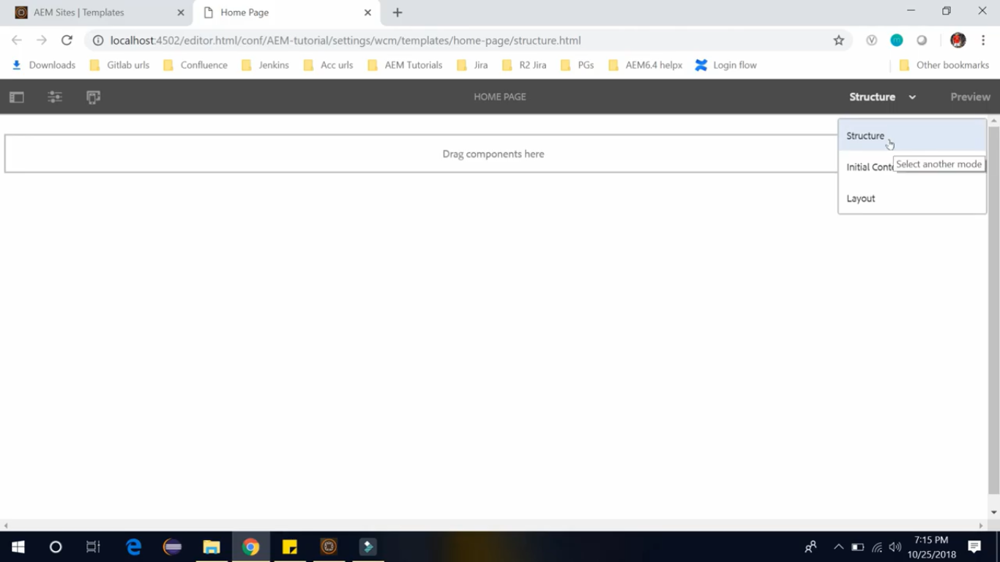 AEM Sites | Templates
Home Page
localhost:4502/editor.html/conf/AEM-tutorial/settings/wcm/templates/home-page/structure.html
Downloads Gitlab urls Confluence Jenkins Acc urls AEM Tutorials Jira R2 Jira PGs AEM6.4 helpx Login flow Other bookmarks
HOME PAGE
Structure
Preview
Structure
Drag components here
Initial Conte
Select another mode
Layout
7:15 PM
10/25/2018